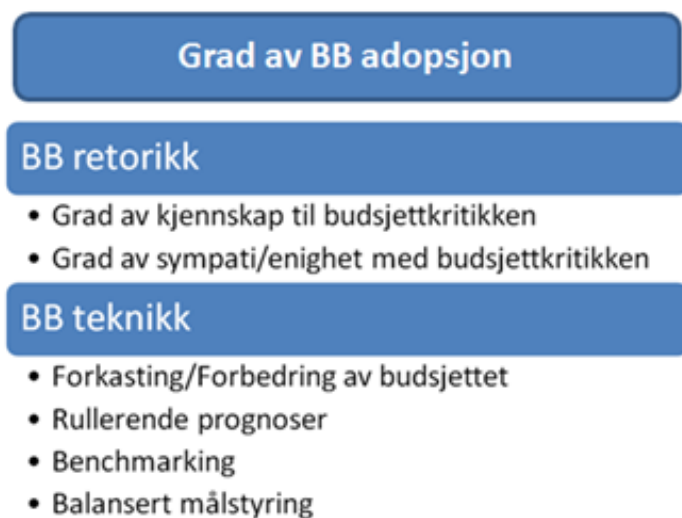 Grad av BB adopsjon
BB retorikk
• Grad av kjennskap til budsjettkritikken
• Grad av sympati/enighet med budsjettkritikken
BB teknikk
• Forkasting/Forbedring av budsjettet
• Rullerende prognoser
• Benchmarking
• Balansert målstyring